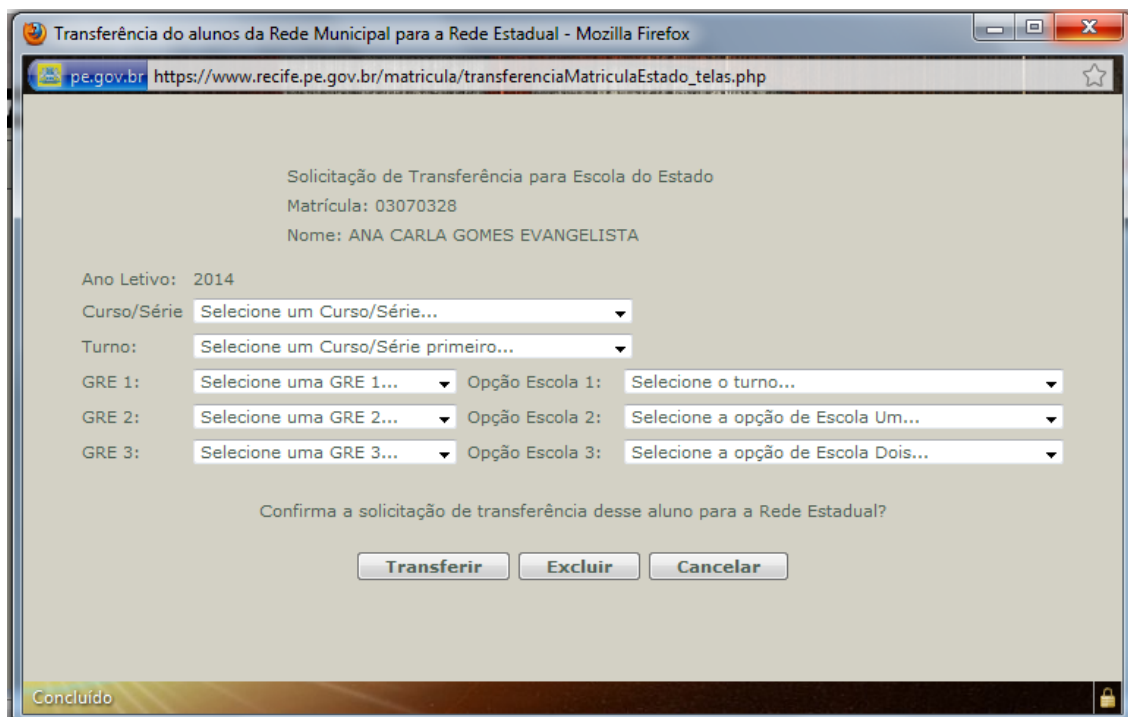 Transferência do alunos da Rede Municipal para a Rede Estadual - Mozilla Firefox
pe.gov.br https://www.recife.pe.gov.br/matricula/transferenciaMatriculaEstado_telas.php
Solicitação de Transferência para Escola do Estado
Matrícula: 03070328
Nome: ANA CARLA GOMES EVANGELISTA
Ano Letivo: 2014
Curso/Série Selecione um Curso/Série...
Turno: Selecione um Curso/Série primeiro...
GRE 1: Selecione uma GRE 1... Opção Escola 1: Selecione o turno...
GRE 2: Selecione uma GRE 2... Opção Escola 2: Selecione a opção de Escola Um...
GRE 3: Selecione uma GRE 3... Opção Escola 3: Selecione a opção de Escola Dois...
Confirma a solicitação de transferência desse aluno para a Rede Estadual?
Transferir Excluir Cancelar
Concluído